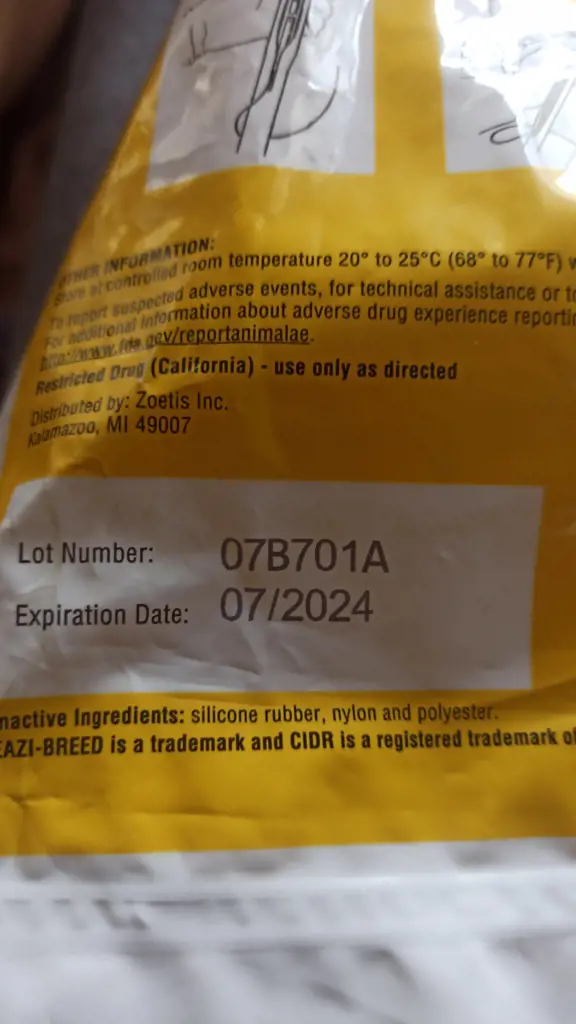 OTHER INFORMATION:
Store at controlled room temperature 20° to 25°C (68° to 77°F)
To report suspected adverse events, for technical assistance or to
For additional information about adverse drug experience reporting
http://www.fda.gov/reportanimalae.
Restricted Drug (California) - use only as directed
Distributed by: Zoetis Inc.
Kalamazoo, MI 49007
Lot Number: 07B701A
Expiration Date: 07/2024
nactive Ingredients: silicone rubber, nylon and polyester.
EAZI-BREED is a trademark and CIDR is a registered trademark of